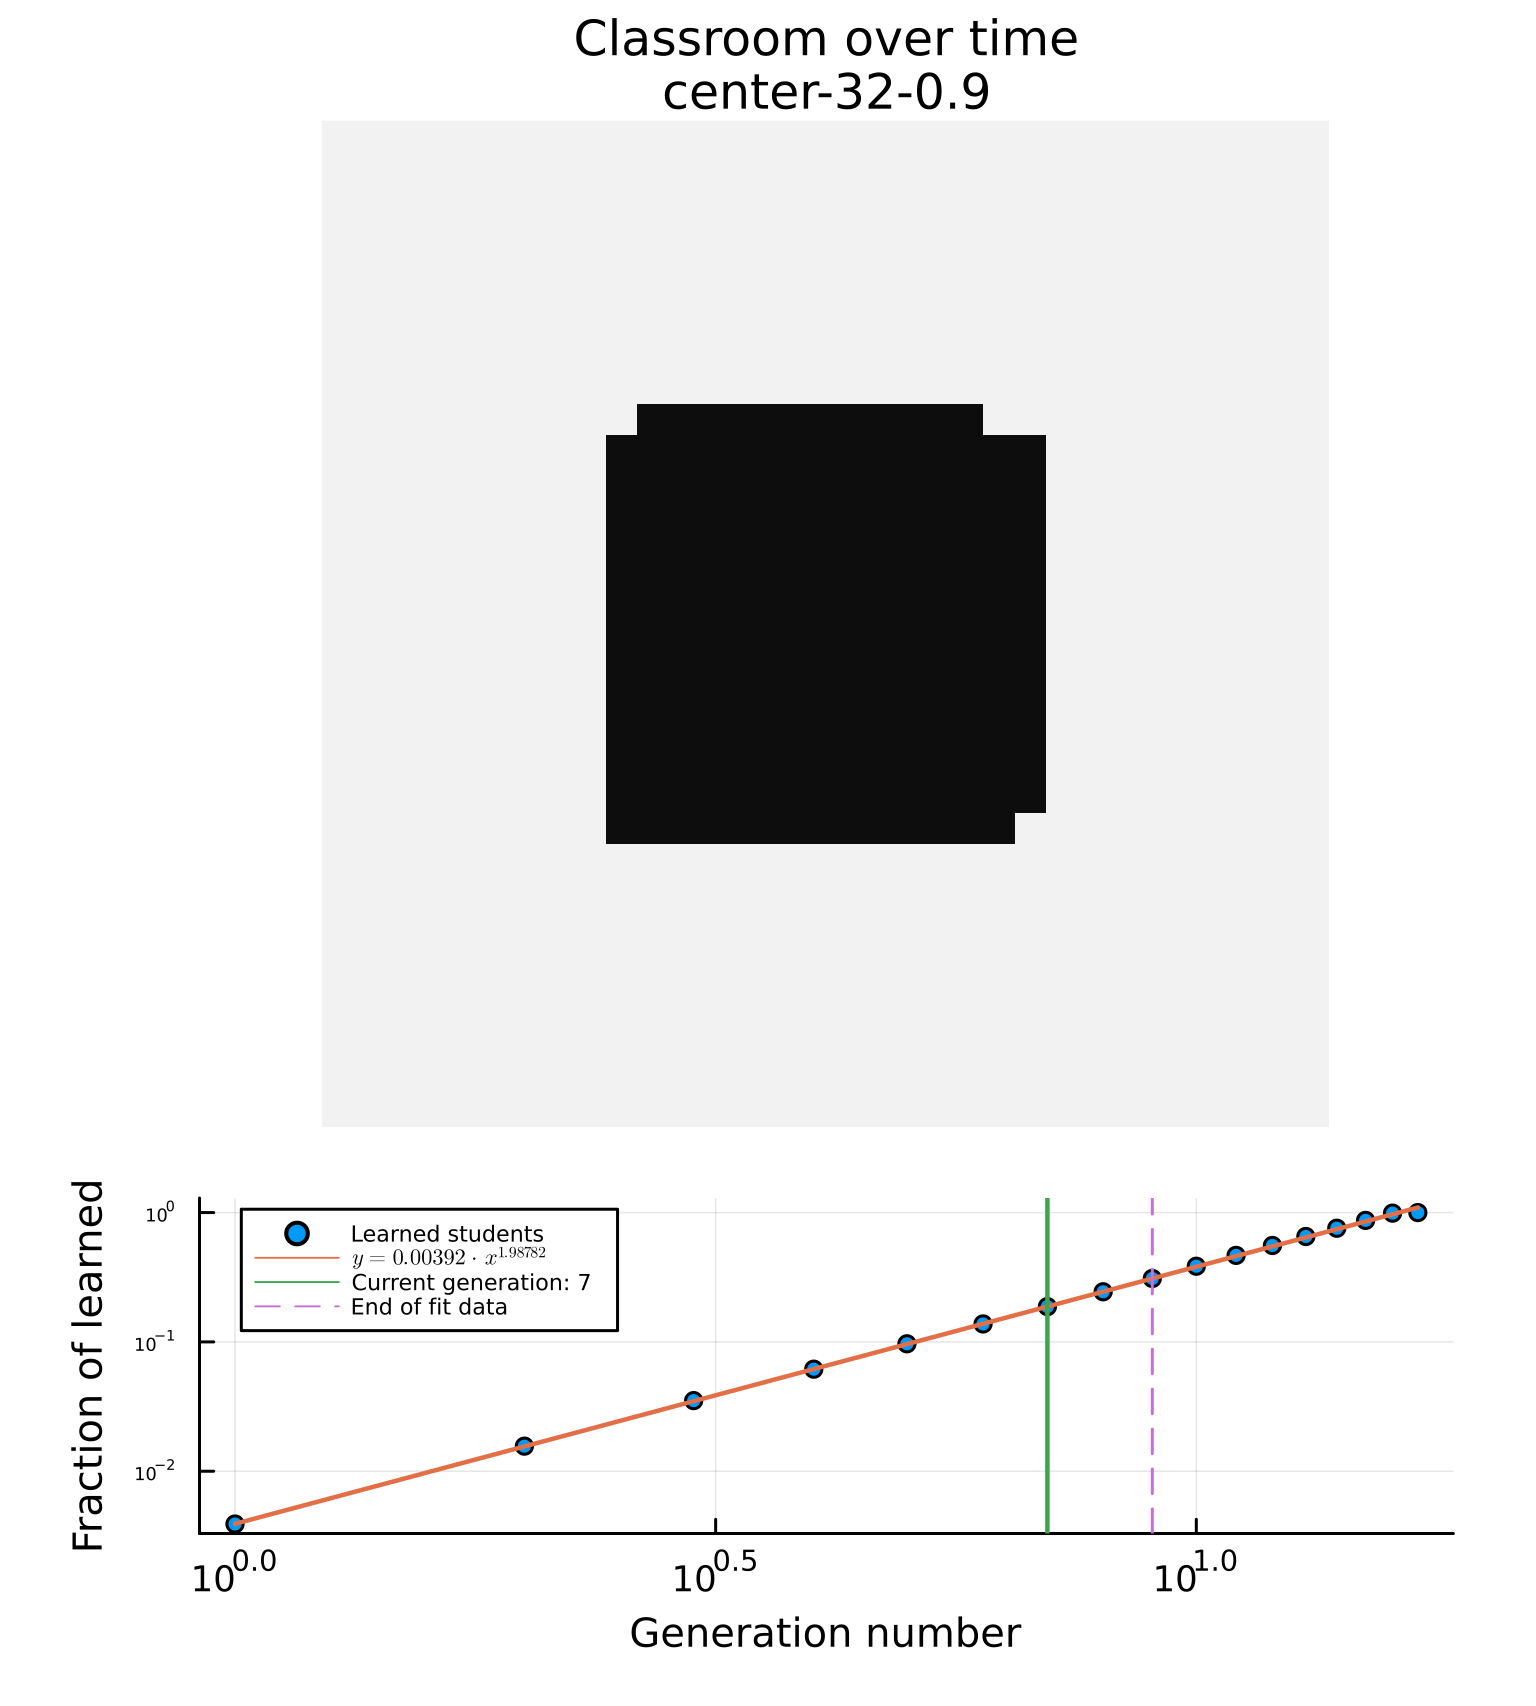 Classroom over time
center-32-0.9
Fraction of learned
10⁰
10⁻¹
10⁻²
Learned students
y = 0.00392 · x^1.98782
Current generation: 7
End of fit data
10^0.0
10^0.5
10^1.0
Generation number